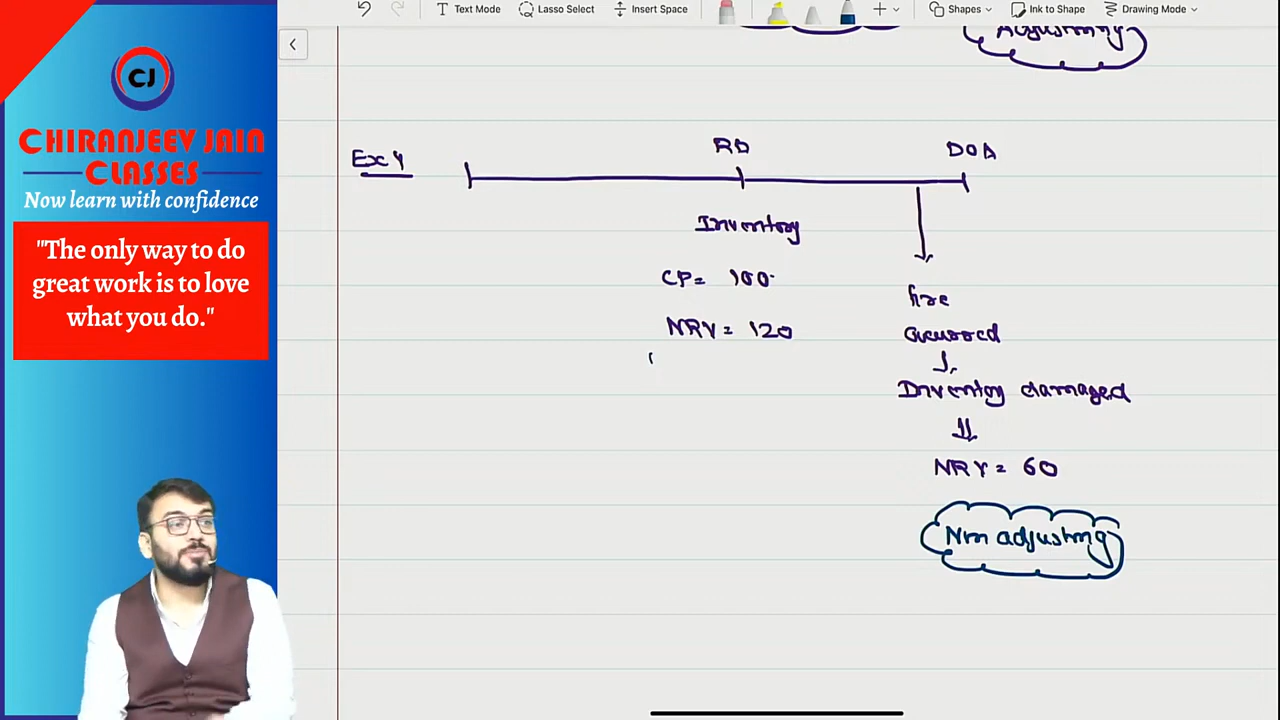 Text Mode
Lasso Select
Insert Space
Shapes
Ink to Shape
Drawing Mode
Adjusting
CJ
CHIRANJEEV JAIN
CLASSES
Now learn with confidence
"The only way to do
great work is to love
what you do."
Ex 4
RD
DOA
Inventory
CP = 100
NRV = 120
fire
occurred
Inventory damaged
NRV = 60
Non adjusting